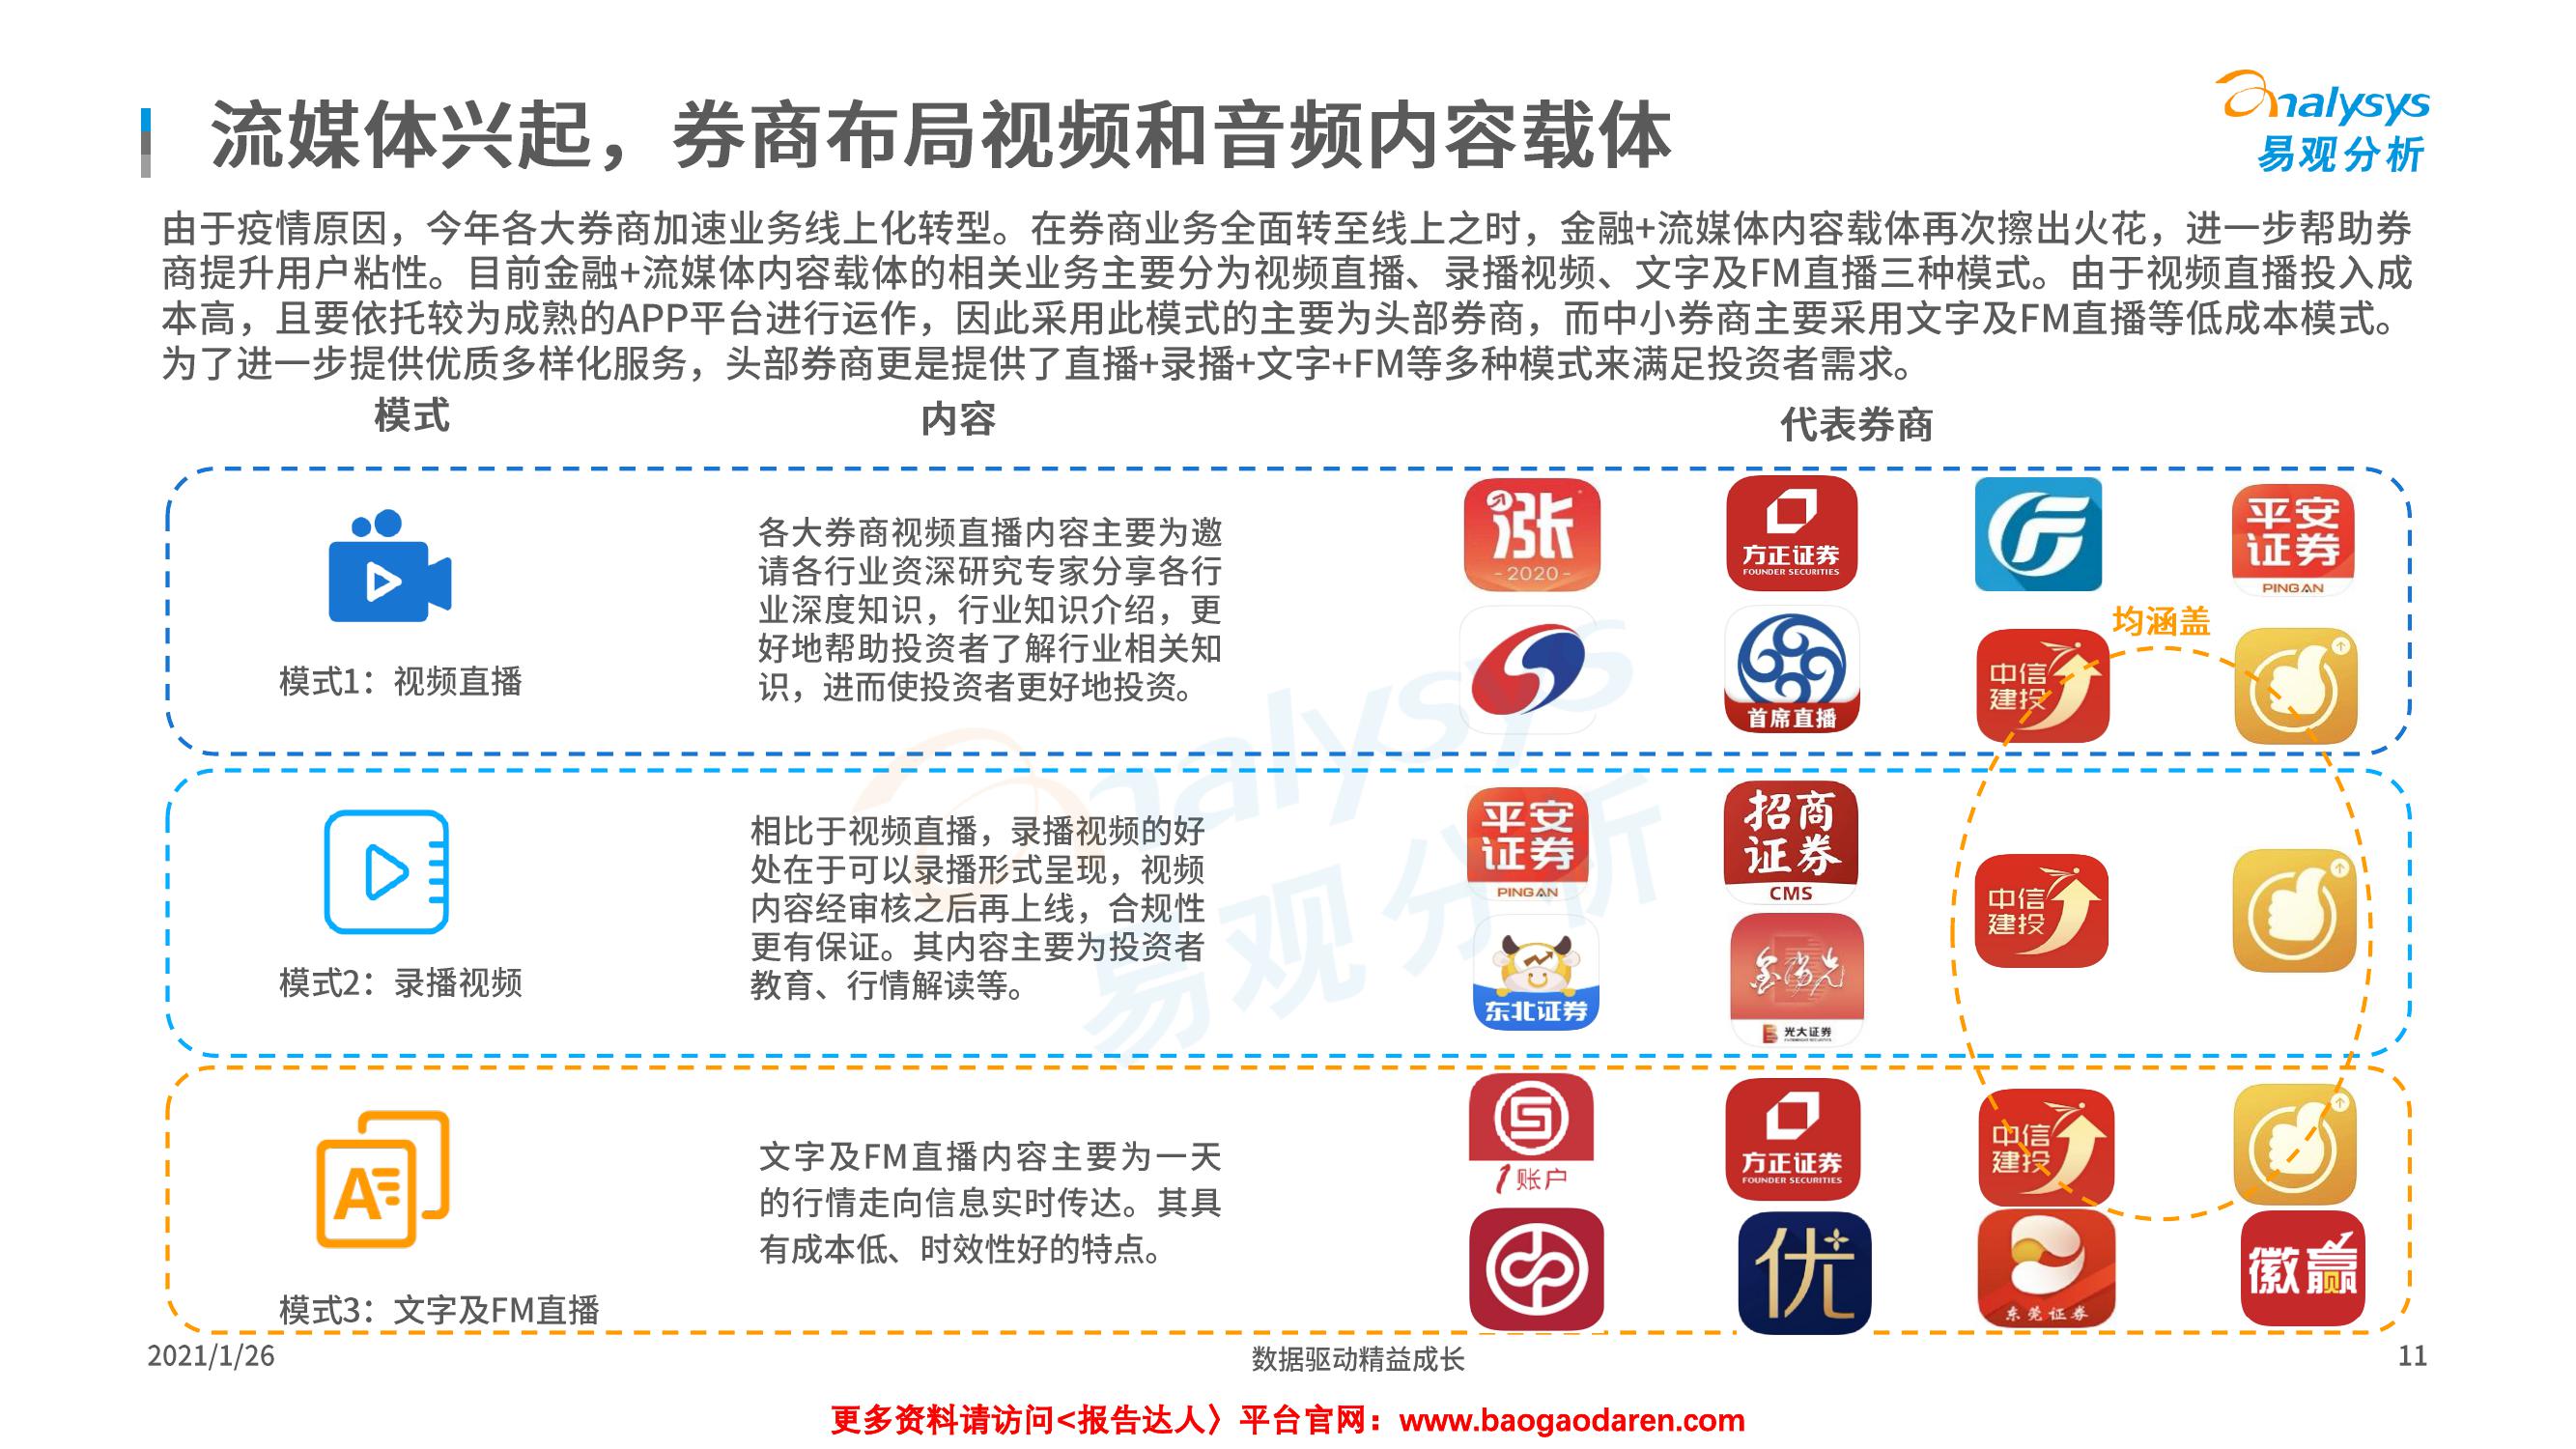 流媒体兴起，券商布局视频和音频内容载体
analysys
易观分析
由于疫情原因，今年各大券商加速业务线上化转型。在券商业务全面转至线上之时，金融+流媒体内容载体再次擦出火花，进一步帮助券
商提升用户粘性。目前金融+流媒体内容载体的相关业务主要分为视频直播、录播视频、文字及FM直播三种模式。由于视频直播投入成
本高，且要依托较为成熟的APP平台进行运作，因此采用此模式的主要为头部券商，而中小券商主要采用文字及FM直播等低成本模式。
为了进一步提供优质多样化服务，头部券商更是提供了直播+录播+文字+FM等多种模式来满足投资者需求。
模式
内容
代表券商
模式1：视频直播
各大券商视频直播内容主要为邀
请各行业资深研究专家分享各行
业深度知识，行业知识介绍，更
好地帮助投资者了解行业相关知
识，进而使投资者更好地投资。
涨
-2020-
方正证券
FOUNDER SECURITIES
平安
证券
PINGAN
首席直播
中信
建投
均涵盖
模式2：录播视频
相比于视频直播，录播视频的好
处在于可以录播形式呈现，视频
内容经审核之后再上线，合规性
更有保证。其内容主要为投资者
教育、行情解读等。
平安
证券
PINGAN
招商
证券
CMS
中信
建投
东北证券
金阳光
光大证券
模式3：文字及FM直播
文字及FM直播内容主要为一天
的行情走向信息实时传达。其具
有成本低、时效性好的特点。
1账户
方正证券
FOUNDER SECURITIES
中信
建投
优
东莞证券
徽赢
analysys
易观分析
2021/1/26
数据驱动精益成长
11
更多资料请访问<报告达人〉平台官网：www.baogaodaren.com